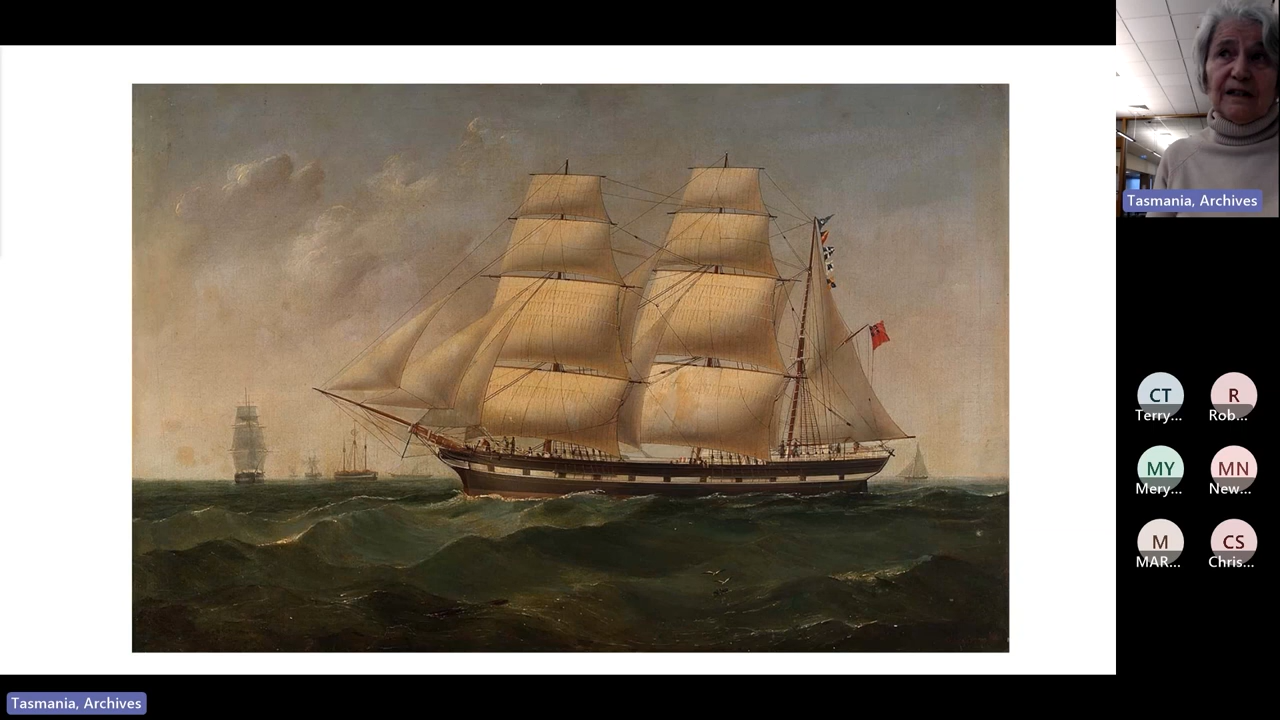 Tasmania, Archives
CT
Terry...
R
Rob...
MY
Mery...
MN
New...
M
MAR...
CS
Chris...
Tasmania, Archives